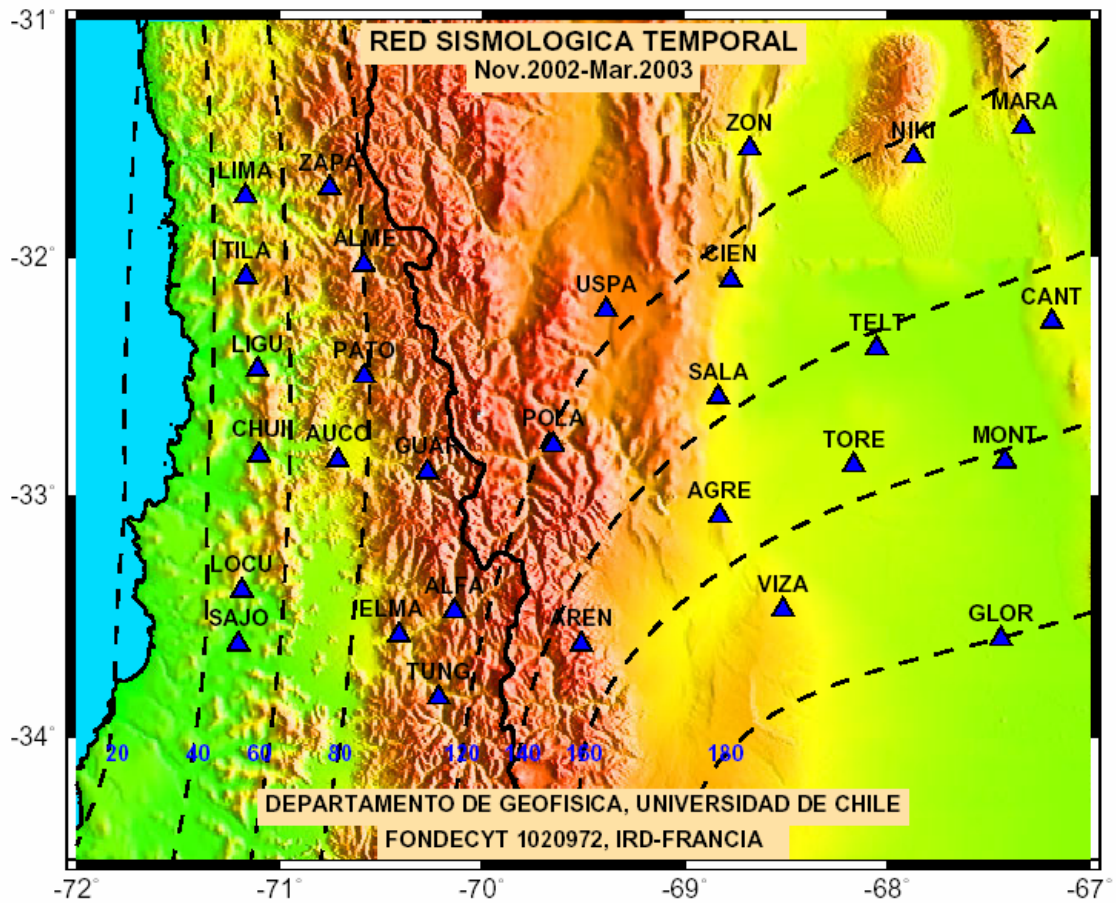 -31°
RED SISMOLOGICA TEMPORAL
Nov.2002-Mar.2003
MARA
ZON
NIKI
ZAPA
LIMA
ALME
TILA
CIEN
-32°
USPA
CANT
TELT
LIGU
PATO
SALA
POLA
CHUI
AUCO
GUAR
TORE
MONT
-33°
AGRE
LOCU
ALFA
VIZA
SAJO
ELMA
AREN
GLOR
TUNG
-34°
20 40 60 80 120 140 160 180
DEPARTAMENTO DE GEOFISICA, UNIVERSIDAD DE CHILE
FONDECYT 1020972, IRD-FRANCIA
-72° -71° -70° -69° -68° -67°